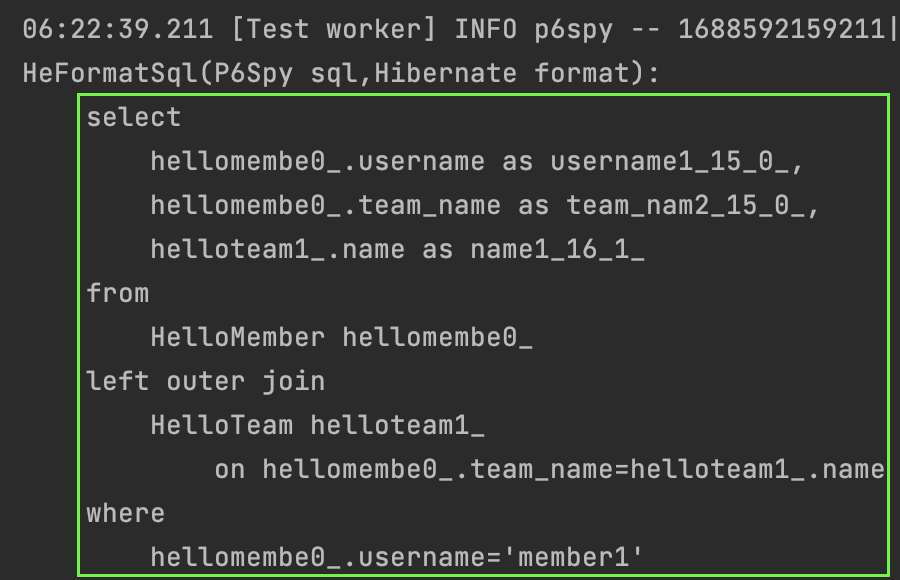 06:22:39.211 [Test worker] INFO p6spy -- 1688592159211|
HeFormatSql(P6Spy sql,Hibernate format):
select
hellomembe0_.username as username1_15_0_,
hellomembe0_.team_name as team_nam2_15_0_,
helloteam1_.name as name1_16_1_
from
HelloMember hellomembe0_
left outer join
HelloTeam helloteam1_
on hellomembe0_.team_name=helloteam1_.name
where
hellomembe0_.username='member1'